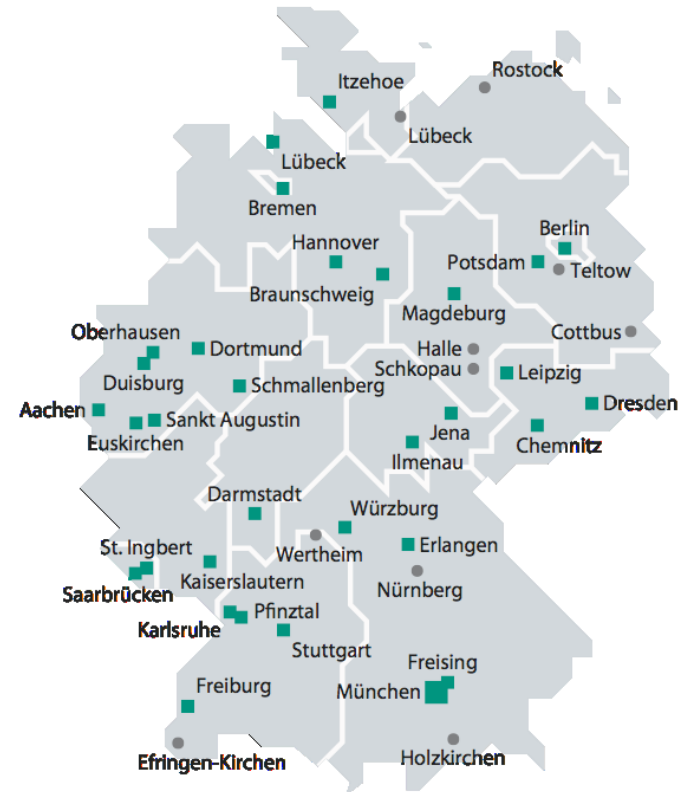 Rostock
Itzehoe
Lübeck
Lübeck
Bremen
Berlin
Hannover
Potsdam
Teltow
Braunschweig
Magdeburg
Oberhausen
Cottbus
Dortmund
Halle
Schkopau
Leipzig
Duisburg
Schmallenberg
Dresden
Aachen
Sankt Augustin
Euskirchen
Jena
Chemnitz
Ilmenau
Darmstadt
Würzburg
St. Ingbert
Wertheim
Erlangen
Kaiserslautern
Nürnberg
Saarbrücken
Pfinztal
Karlsruhe
Stuttgart
Freising
Freiburg
München
Efringen-Kirchen
Holzkirchen